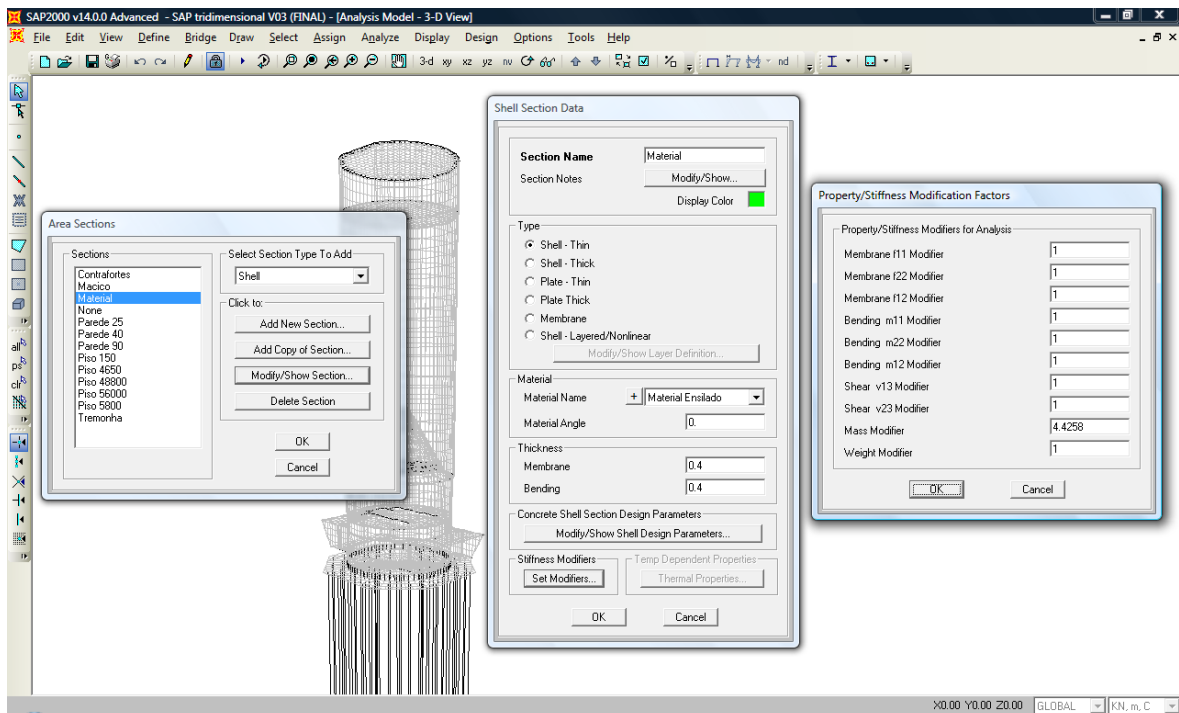 SAP2000 v14.0.0 Advanced - SAP tridimensional V03 (FINAL) - [Analysis Model - 3-D View]
File Edit View Define Bridge Draw Select Assign Analyze Display Design Options Tools Help
3-d xy xz yz nv nd
all
ps
clr
Area Sections
Sections
Contrafortes
Macico
Material
None
Parede 25
Parede 40
Parede 90
Piso 150
Piso 4650
Piso 48800
Piso 56000
Piso 5800
Tremonha
Select Section Type To Add
Shell
Click to:
Add New Section...
Add Copy of Section...
Modify/Show Section...
Delete Section
OK
Cancel
Shell Section Data
Section Name Material
Section Notes Modify/Show...
Display Color
Type
Shell - Thin
Shell - Thick
Plate - Thin
Plate Thick
Membrane
Shell - Layered/Nonlinear
Modify/Show Layer Definition...
Material
Material Name + Material Ensilado
Material Angle 0.
Thickness
Membrane 0.4
Bending 0.4
Concrete Shell Section Design Parameters
Modify/Show Shell Design Parameters...
Stiffness Modifiers
Set Modifiers...
Temp Dependent Properties
Thermal Properties...
OK Cancel
Property/Stiffness Modification Factors
Property/Stiffness Modifiers for Analysis
Membrane f11 Modifier 1
Membrane f22 Modifier 1
Membrane f12 Modifier 1
Bending m11 Modifier 1
Bending m22 Modifier 1
Bending m12 Modifier 1
Shear v13 Modifier 1
Shear v23 Modifier 1
Mass Modifier 4.4258
Weight Modifier 1
OK Cancel
X0.00 Y0.00 Z0.00 GLOBAL KN, m, C